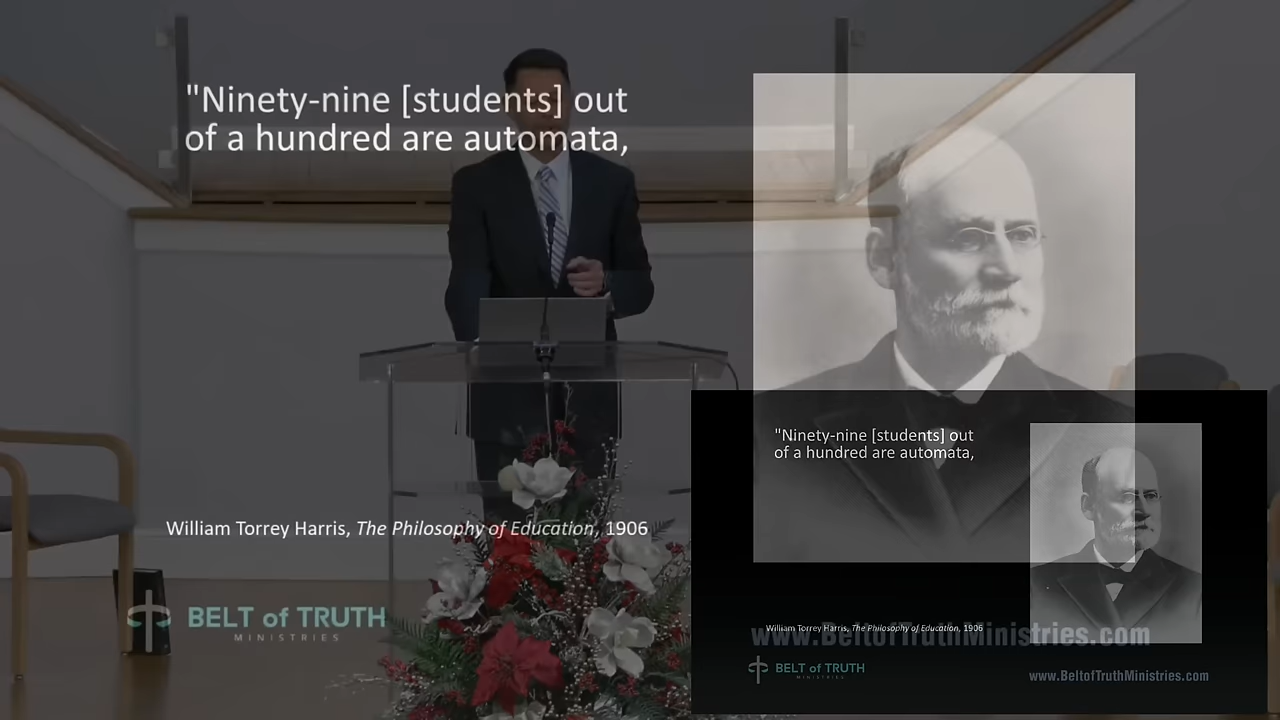 "Ninety-nine [students] out
of a hundred are automata,
William Torrey Harris, The Philosophy of Education, 1906
BELT of TRUTH
MINISTRIES
"Ninety-nine [students] out
of a hundred are automata,
William Torrey Harris, The Philosophy of Education, 1906
www.BeltofTruthMinistries.com
BELT of TRUTH
MINISTRIES
www.BeltofTruthMinistries.com